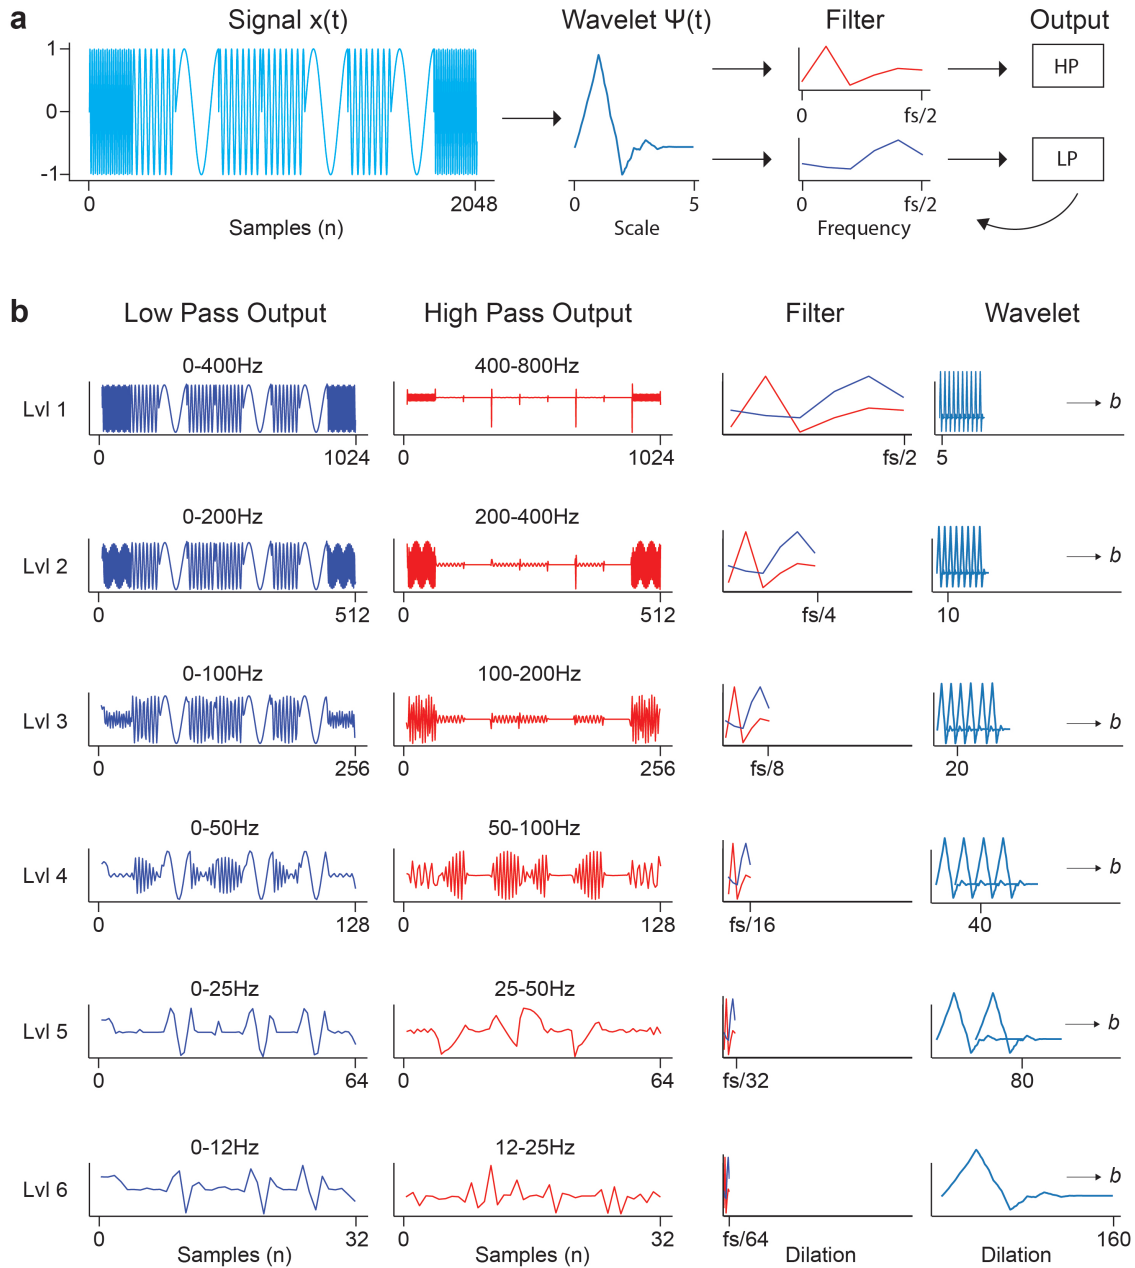 a
Signal x(t)
Wavelet Ψ(t)
Filter
Output
1
0
-1
0
2048
Samples (n)
0
5
Scale
0
fs/2
HP
0
fs/2
Frequency
LP
b
Low Pass Output
High Pass Output
Filter
Wavelet
Lvl 1
0-400Hz
0
1024
400-800Hz
0
1024
fs/2
5
b
Lvl 2
0-200Hz
0
512
200-400Hz
0
512
fs/4
10
b
Lvl 3
0-100Hz
0
256
100-200Hz
0
256
fs/8
20
b
Lvl 4
0-50Hz
0
128
50-100Hz
0
128
fs/16
40
b
Lvl 5
0-25Hz
0
64
25-50Hz
0
64
fs/32
80
b
Lvl 6
0-12Hz
0
32
Samples (n)
12-25Hz
0
32
Samples (n)
fs/64
Dilation
b
160
Dilation